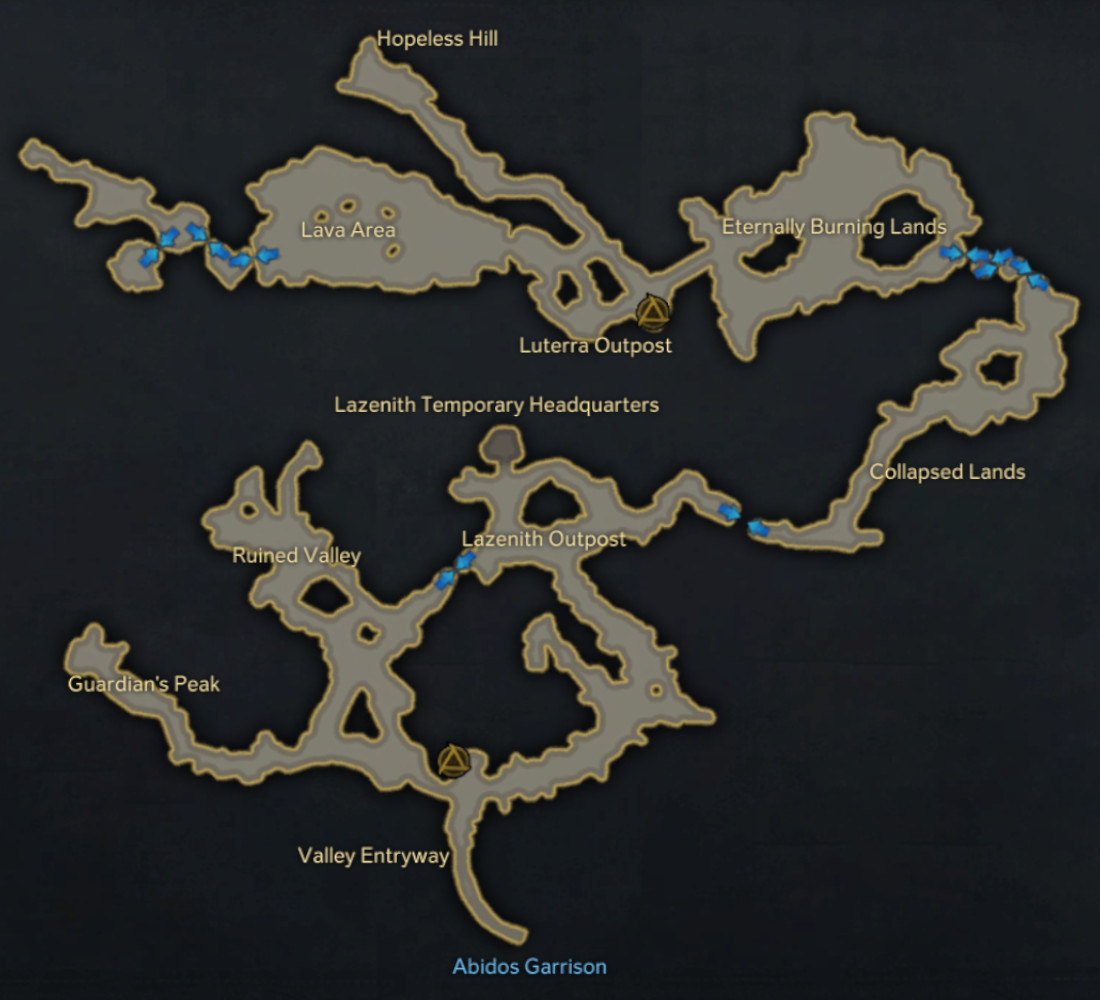 Hopeless Hill
Lava Area
Eternally Burning Lands
Luterra Outpost
Lazenith Temporary Headquarters
Collapsed Lands
Lazenith Outpost
Ruined Valley
Guardian's Peak
Valley Entryway
Abidos Garrison